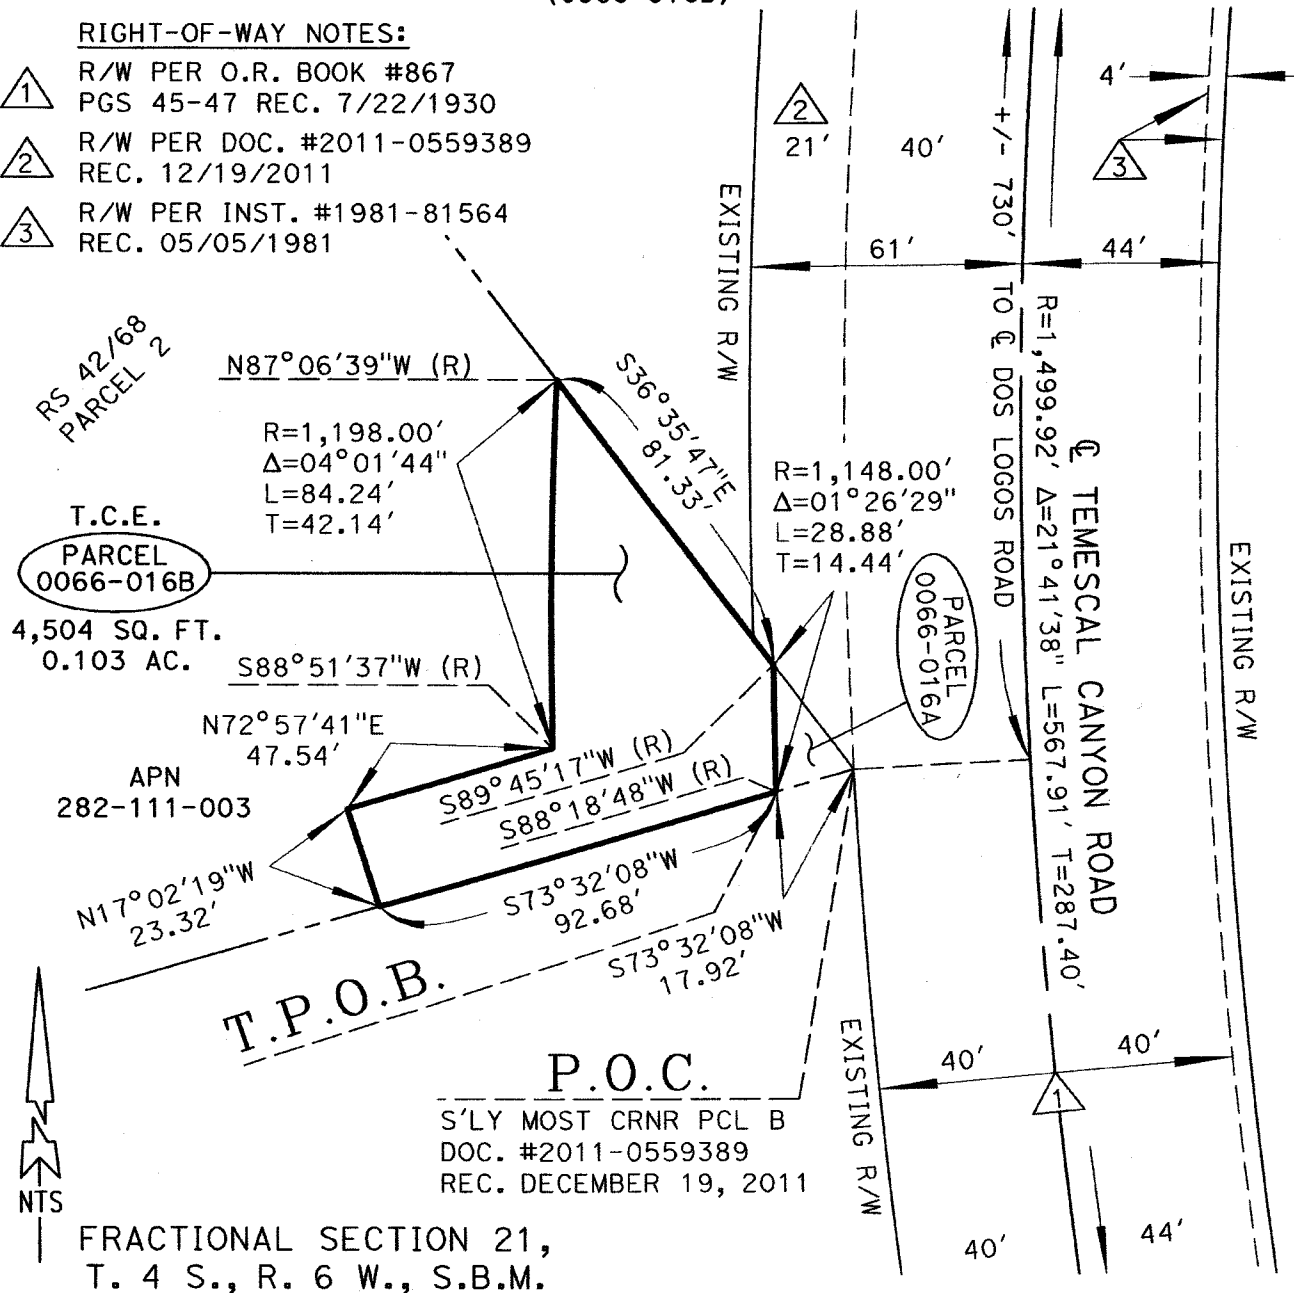 RIGHT-OF-WAY NOTES:
1
R/W PER O.R. BOOK #867
PGS 45-47 REC. 7/22/1930
2
R/W PER DOC. #2011-0559389
REC. 12/19/2011
3
R/W PER INST. #1981-81564
REC. 05/05/1981
2
21'
40'
4'
3
+/- 730' TO ℄ DOS LOGOS ROAD
EXISTING R/W
61'
44'
RS 42/68
PARCEL 2
N87°06'39"W (R)
R=1,198.00'
Δ=04°01'44"
L=84.24'
T=42.14'
S36°35'47"E
81.33'
R=1,148.00'
Δ=01°26'29"
L=28.88'
T=14.44'
R=1,499.92' Δ=21°41'38" L=567.91' T=287.40'
℄ TEMESCAL CANYON ROAD
EXISTING R/W
T.C.E.
PARCEL
0066-016B
4,504 SQ. FT.
0.103 AC.
PARCEL
0066-016A
S88°51'37"W (R)
N72°57'41"E
47.54'
APN
282-111-003
S89°45'17"W (R)
S88°18'48"W (R)
N17°02'19"W
23.32'
S73°32'08"W
92.68'
S73°32'08"W
17.92'
T.P.O.B.
P.O.C.
S'LY MOST CRNR PCL B
DOC. #2011-0559389
REC. DECEMBER 19, 2011
EXISTING R/W
40'
40'
1
40'
44'
N
NTS
FRACTIONAL SECTION 21,
T. 4 S., R. 6 W., S.B.M.